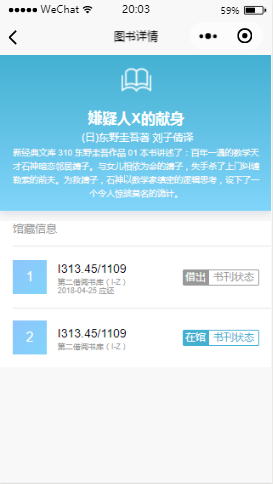 WeChat 20:03 59%
图书详情
嫌疑人X的献身
(日)东野圭吾著 刘子倩译
新经典文库 310 东野圭吾作品 01 本书讲述了：百年一遇的数学天
才石神暗恋邻居靖子。与女儿相依为命的靖子，失手杀了上门纠缠
勒索的前夫。为救靖子，石神以数学家缜密的逻辑思考，设下了一
个令人惊骇莫名的诡计。
馆藏信息
1 I313.45/1109 借出 书刊状态
第二借阅书库（I-Z）
2018-04-25 应还
2 I313.45/1109 在馆 书刊状态
第二借阅书库（I-Z）